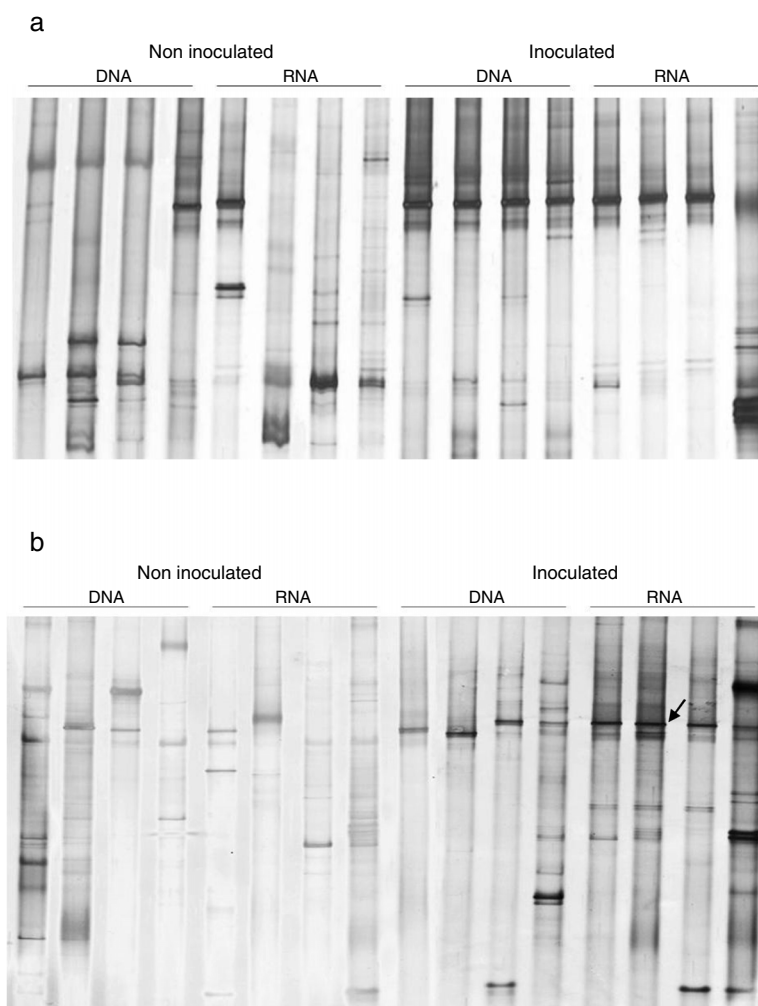 a
Non inoculated Inoculated
DNA RNA DNA RNA
b
Non inoculated Inoculated
DNA RNA DNA RNA